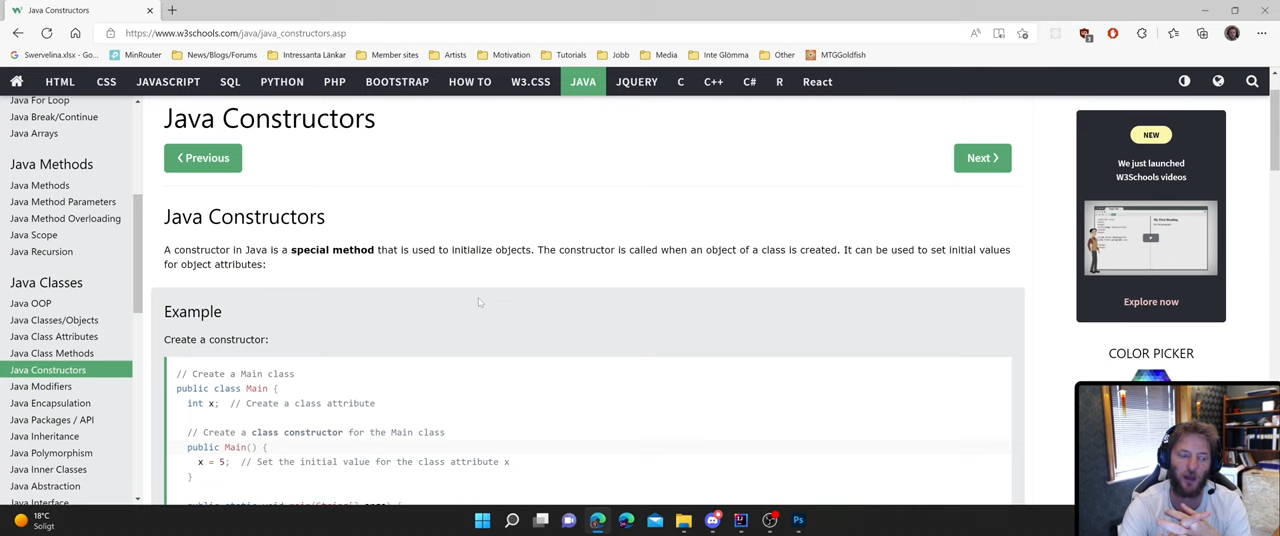 Java Constructors
https://www.w3schools.com/java/java_constructors.asp
Swervelina.xlsx - Go...
MinRouter
News/Blogs/Forums
Intressanta Länkar
Member sites
Artists
Motivation
Tutorials
Jobb
Media
Inte Glömma
Other
MTGGoldfish
HTML CSS JAVASCRIPT SQL PYTHON PHP BOOTSTRAP HOW TO W3.CSS JAVA JQUERY C C++ C# R React
Java For Loop
Java Break/Continue
Java Arrays
Java Methods
Java Methods
Java Method Parameters
Java Method Overloading
Java Scope
Java Recursion
Java Classes
Java OOP
Java Classes/Objects
Java Class Attributes
Java Class Methods
Java Constructors
Java Modifiers
Java Encapsulation
Java Packages / API
Java Inheritance
Java Polymorphism
Java Inner Classes
Java Abstraction
Java Interface
Java Constructors
❮ Previous
Next ❯
Java Constructors
A constructor in Java is a special method that is used to initialize objects. The constructor is called when an object of a class is created. It can be used to set initial values
for object attributes:
Example
Create a constructor:
// Create a Main class
public class Main {
int x;  // Create a class attribute
// Create a class constructor for the Main class
public Main() {
x = 5;  // Set the initial value for the class attribute x
}
public static void main(String[] args) {
NEW
We just launched
W3Schools videos
Explore now
COLOR PICKER
18°C
Soligt